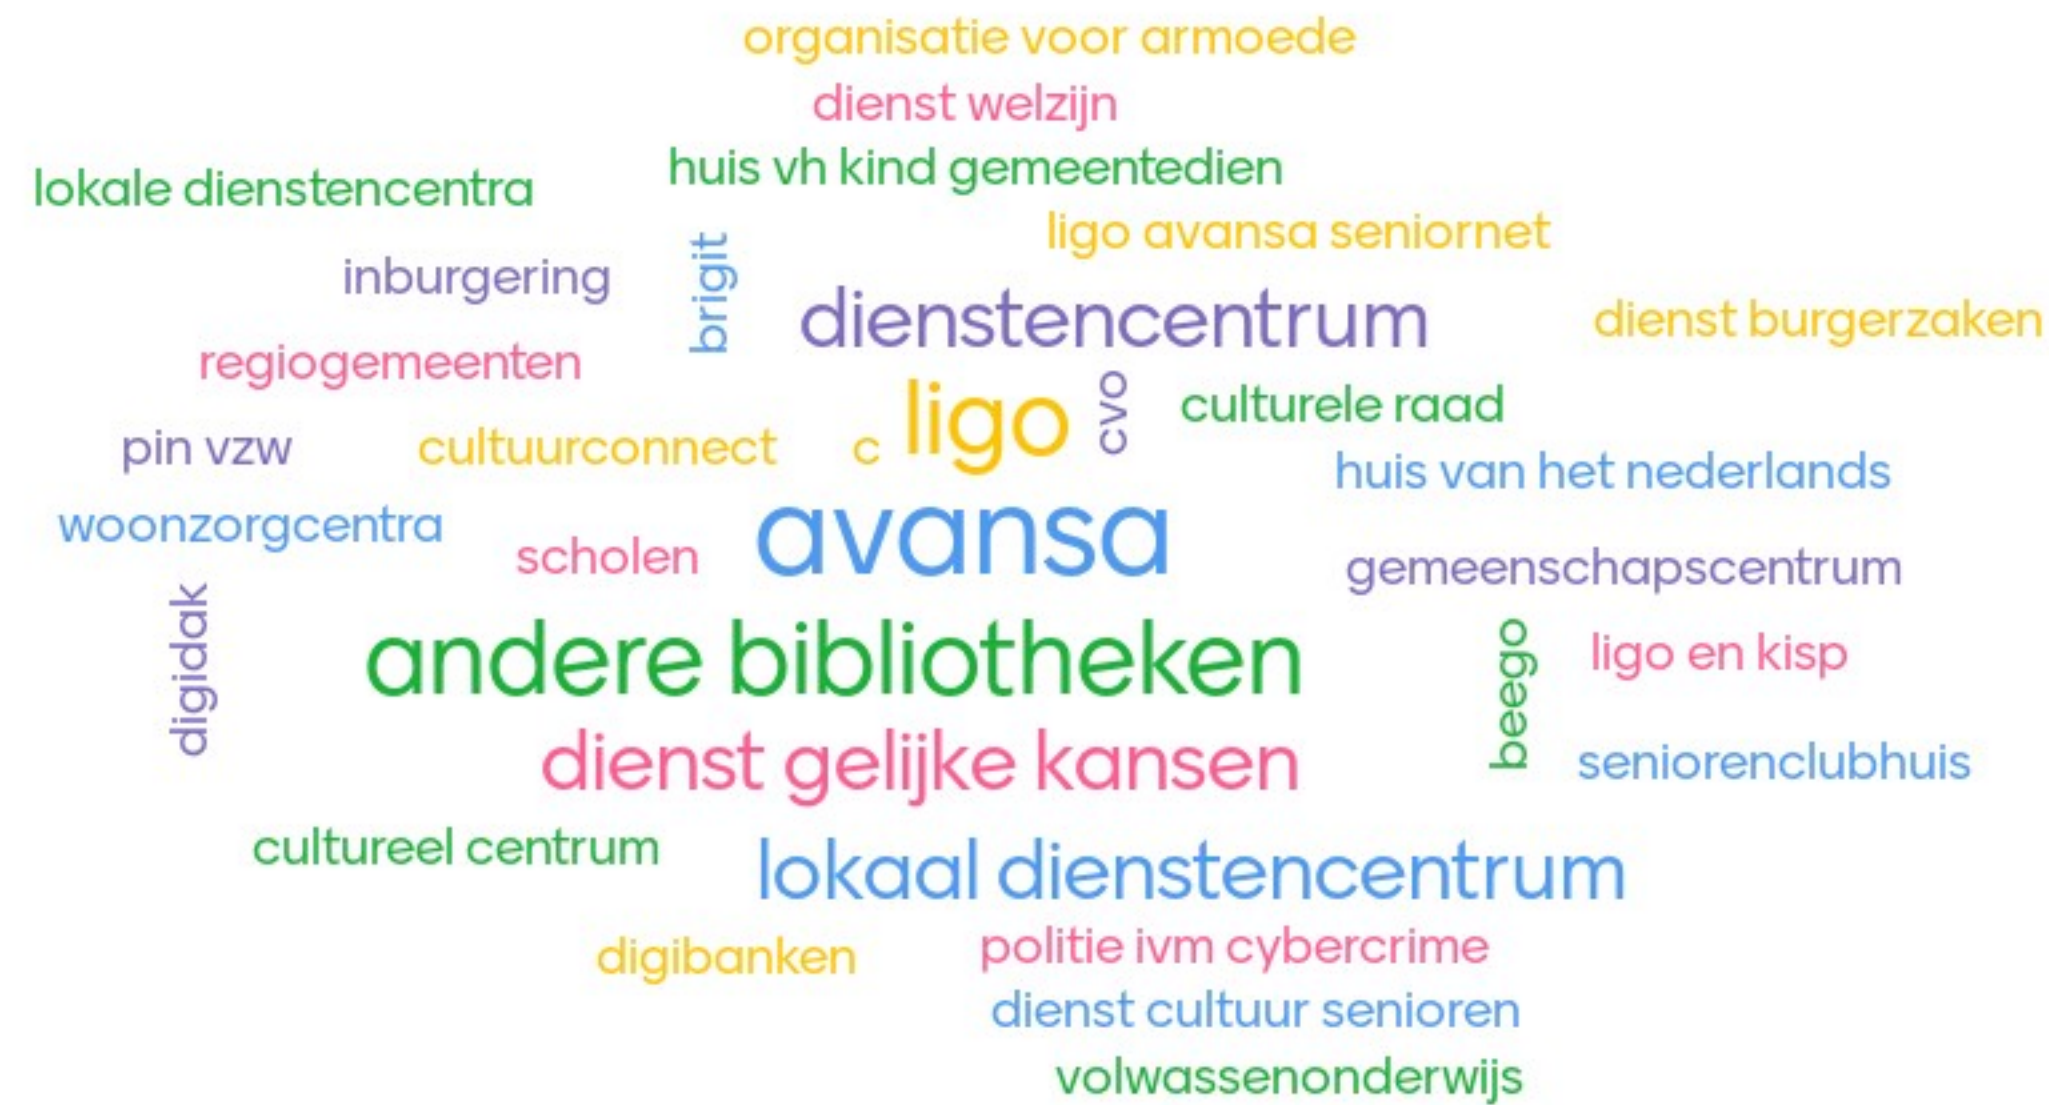 organisatie voor armoede
dienst welzijn
huis vh kind gemeentedien
lokale dienstencentra
ligo avansa seniornet
inburgering
brigit
dienstencentrum
dienst burgerzaken
regiogemeenten
ligo
cvo
culturele raad
pin vzw
cultuurconnect
c
huis van het nederlands
woonzorgcentra
scholen
avansa
gemeenschapscentrum
digidak
andere bibliotheken
beego
ligo en kisp
dienst gelijke kansen
seniorenclubhuis
cultureel centrum
lokaal dienstencentrum
digibanken
politie ivm cybercrime
dienst cultuur senioren
volwassenonderwijs